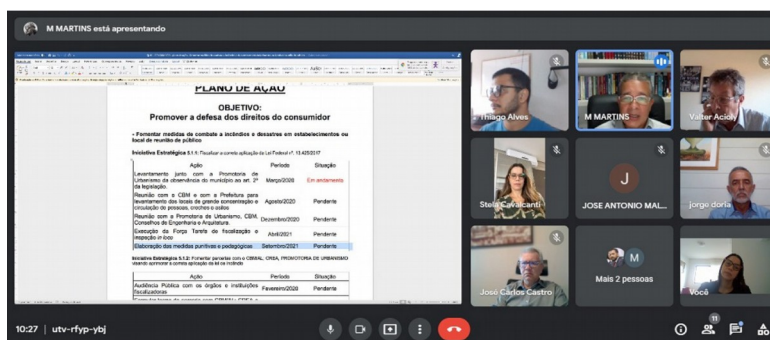 M MARTINS está apresentando
PLANO DE AÇÃO
OBJETIVO:
Promover a defesa dos direitos do consumidor
- Fomentar medidas de combate a incêndios e desastres em estabelecimentos ou
local de reunião de público
Iniciativa Estratégica 5.1.1: Fiscalizar a correta aplicação da Lei Federal nº. 13.425/2017
Ação Período Situação
Levantamento junto com a Promotoria de
Urbanismo da observância do município ao art. 2º
da legislação. Março/2020 Em andamento
Reunião com o CBM e com a Prefeitura para
levantamento dos locais de grande concentração e
circulação de pessoas, creches e asilos Agosto/2020 Pendente
Reunião com a Promotoria de Urbanismo, CBM,
Conselhos de Engenharia e Arquitetura. Dezembro/2020 Pendente
Execução da Força Tarefa de fiscalização e
inspeção in-loco Abril/2021 Pendente
Elaboração das medidas punitivas e pedagógicas Setembro/2021 Pendente
Iniciativa Estratégica 5.1.2: Fomentar parcerias com o CBMAL, CREA, PROMOTORIA DE URBANISMO
visando aprimorar a correta aplicação da lei de incêndio
Ação Período Situação
Audiência Pública com os órgãos e instituições
fiscalizadoras Fevereiro/2020 Pendente
Thiago Alves
M MARTINS
Valter Acioly
Stela Cavalcanti
J
JOSE ANTONIO MAL...
jorge doria
José Carlos Castro
M
Mais 2 pessoas
Você
10:27 | utv-rfyp-ybj
11